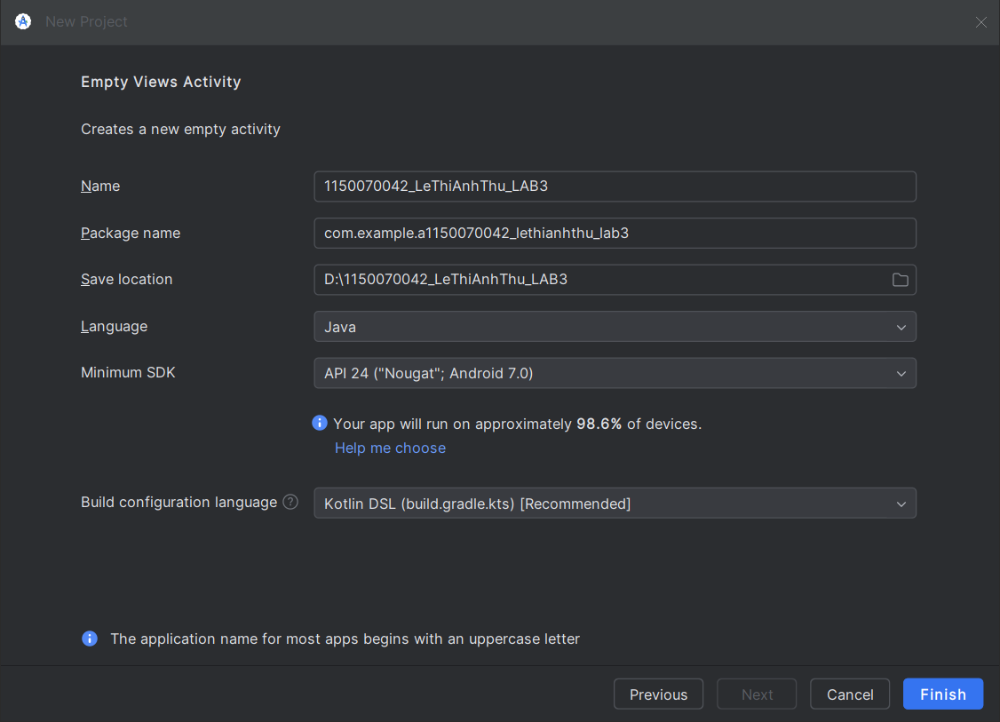 New Project
Empty Views Activity
Creates a new empty activity
Name
1150070042_LeThiAnhThu_LAB3
Package name
com.example.a1150070042_lethianhthu_lab3
Save location
D:\1150070042_LeThiAnhThu_LAB3
Language
Java
Minimum SDK
API 24 ("Nougat"; Android 7.0)
Your app will run on approximately 98.6% of devices.
Help me choose
Build configuration language
Kotlin DSL (build.gradle.kts) [Recommended]
The application name for most apps begins with an uppercase letter
Previous
Next
Cancel
Finish